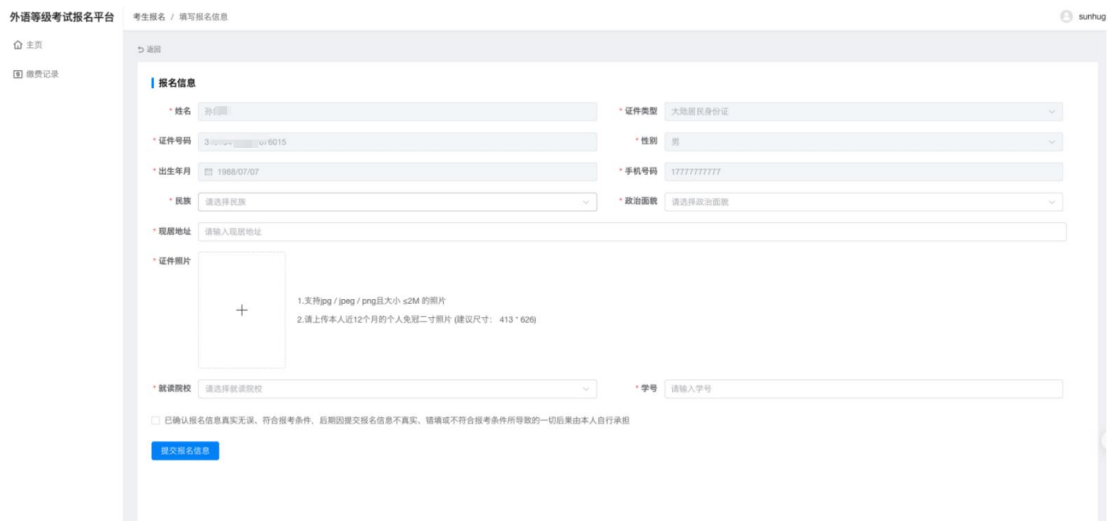 外语等级考试报名平台
考生报名 / 填写报名信息
sunhug
主页
缴费记录
返回
报名信息
* 姓名 孙
* 证件类型 大陆居民身份证
* 证件号码
* 性别 男
* 出生年月 1988/07/07
* 手机号码 17777777777
* 民族 请选择民族
* 政治面貌 请选择政治面貌
* 现居地址 请输入现居地址
* 证件照片
1.支持jpg / jpeg / png且大小 ≤2M 的照片
2.请上传本人近12个月的个人免冠二寸照片 (建议尺寸： 413 * 626)
* 就读院校 请选择就读院校
* 学号 请输入学号
已确认报名信息真实无误、符合报考条件，后期因提交报名信息不真实、错填或不符合报考条件所导致的一切后果由本人自行承担
提交报名信息